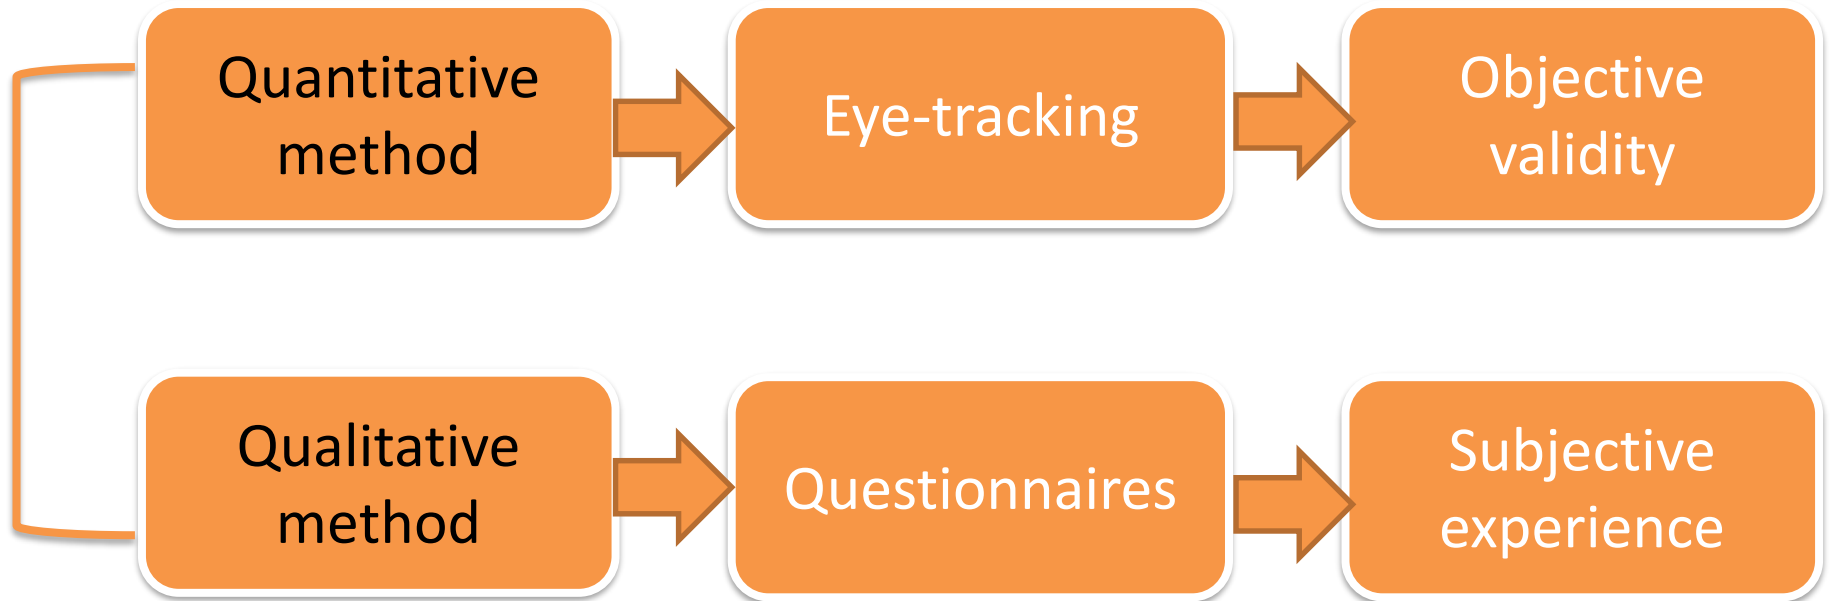 Quantitative
method
Eye-tracking
Objective
validity
Qualitative
method
Questionnaires
Subjective
experience